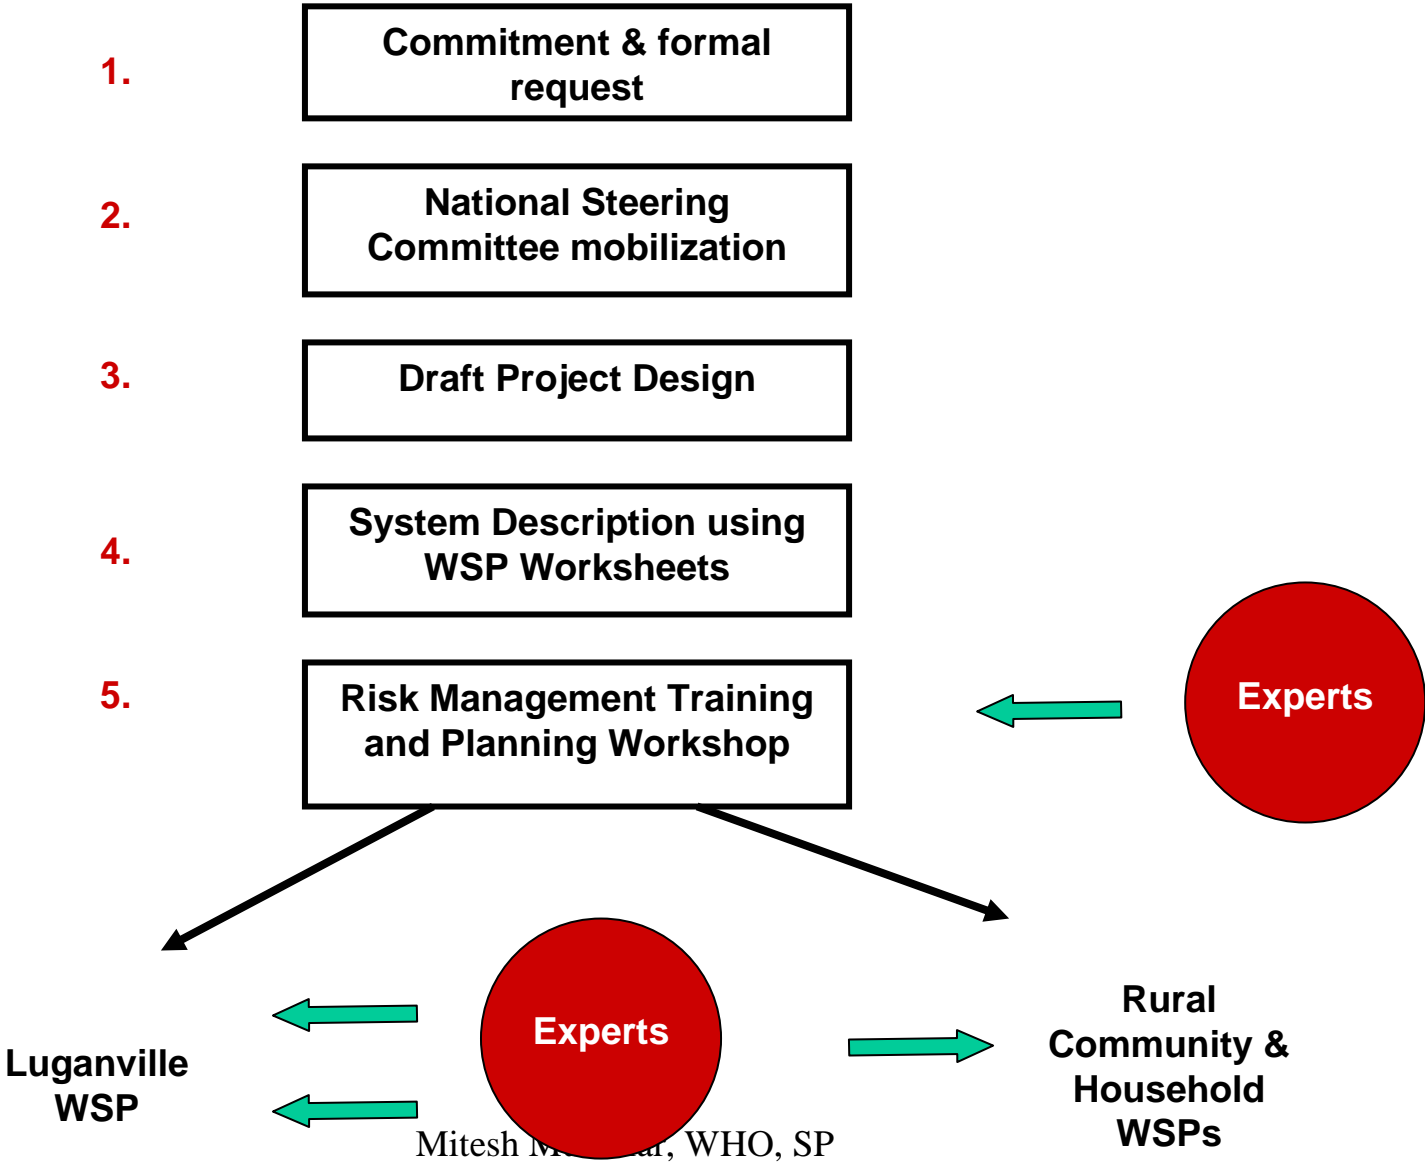 1.
Commitment & formal
request
2.
National Steering
Committee mobilization
3.
Draft Project Design
4.
System Description using
WSP Worksheets
5.
Risk Management Training
and Planning Workshop
Experts
Experts
Luganville
WSP
Rural
Community &
Household
WSPs
Mitesh WHO, SP